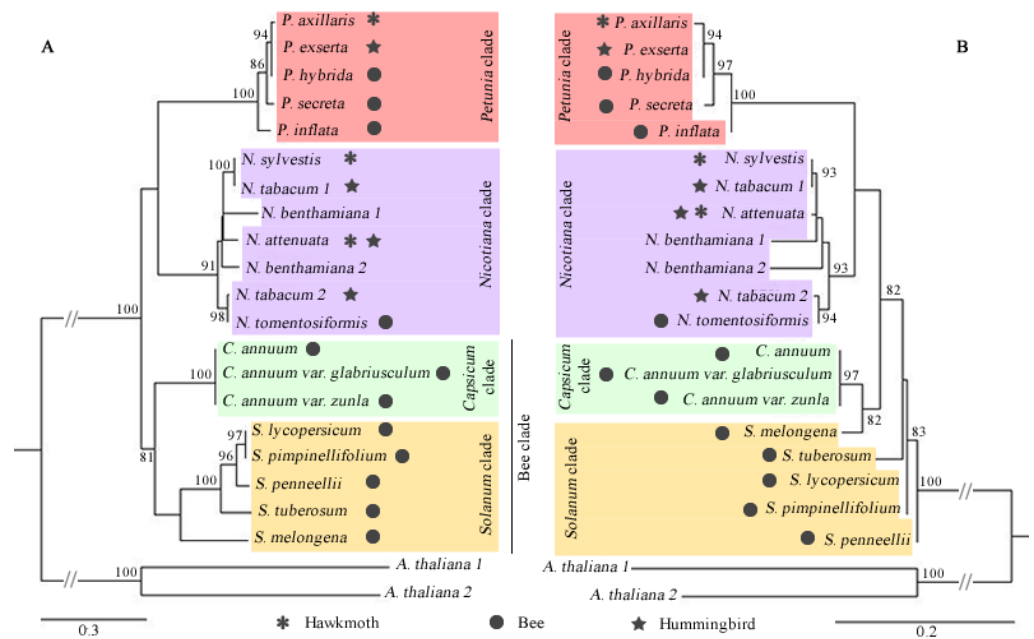 A
B
P. axillaris
94
P. exserta
86
P. hybrida
100
P. secreta
P. inflata
Petunia clade
N. sylvestis
100
N. tabacum 1
N. benthamiana 1
N. attenuata
91
N. benthamiana 2
N. tabacum 2
98
N. tomentosiformis
Nicotiana clade
100
C. annuum
100
C. annuum var. glabriusculum
C. annuum var. zunla
Capsicum
clade
81
S. lycopersicum
97
S. pimpinellifolium
96
S. penneellii
100
S. tuberosum
S. melongena
Solanum clade
Bee clade
A. thaliana 1
100
A. thaliana 2
0.3
Petunia clade
P. axillaris
94
P. exserta
97
P. hybrida
100
P. secreta
P. inflata
Nicotiana clade
N. sylvestis
93
N. tabacum 1
N. attenuata
N. benthamiana 1
N. benthamiana 2
93
N. tabacum 2
94
N. tomentosiformis
82
Capsicum
clade
C. annuum
C. annuum var. glabriusculum
97
C. annuum var. zunla
82
Solanum clade
S. melongena
83
S. tuberosum
S. lycopersicum
100
S. pimpinellifolium
S. penneellii
A. thaliana 1
100
A. thaliana 2
Hawkmoth
Bee
Hummingbird
0.2